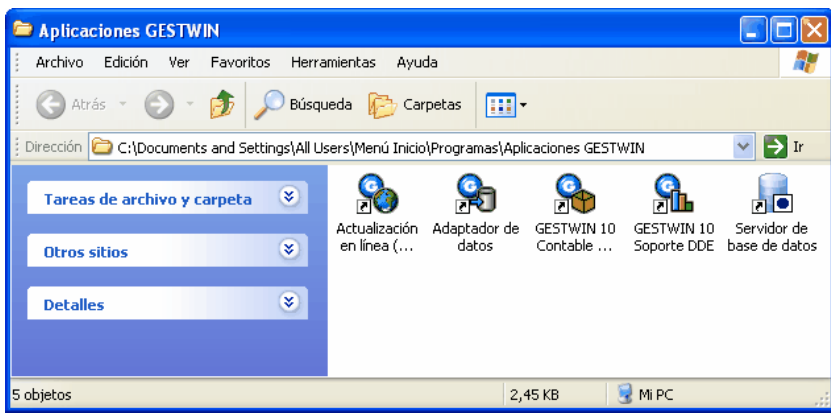 Aplicaciones GESTWIN
Archivo Edición Ver Favoritos Herramientas Ayuda
Atrás Búsqueda Carpetas
Dirección C:\Documents and Settings\All Users\Menú Inicio\Programas\Aplicaciones GESTWIN Ir
Tareas de archivo y carpeta
Otros sitios
Detalles
Actualización
en línea (...
Adaptador de
datos
GESTWIN 10
Contable ...
GESTWIN 10
Soporte DDE
Servidor de
base de datos
5 objetos 2,45 KB Mi PC